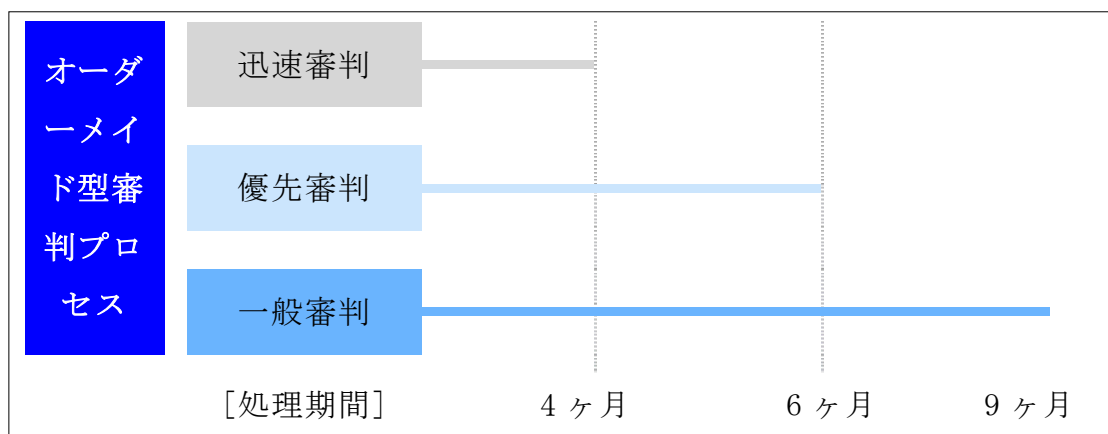 オーダ
ーメイ
ド型審
判プロ
セス
迅速審判
優先審判
一般審判
[処理期間]
4ヶ月
6ヶ月
9ヶ月